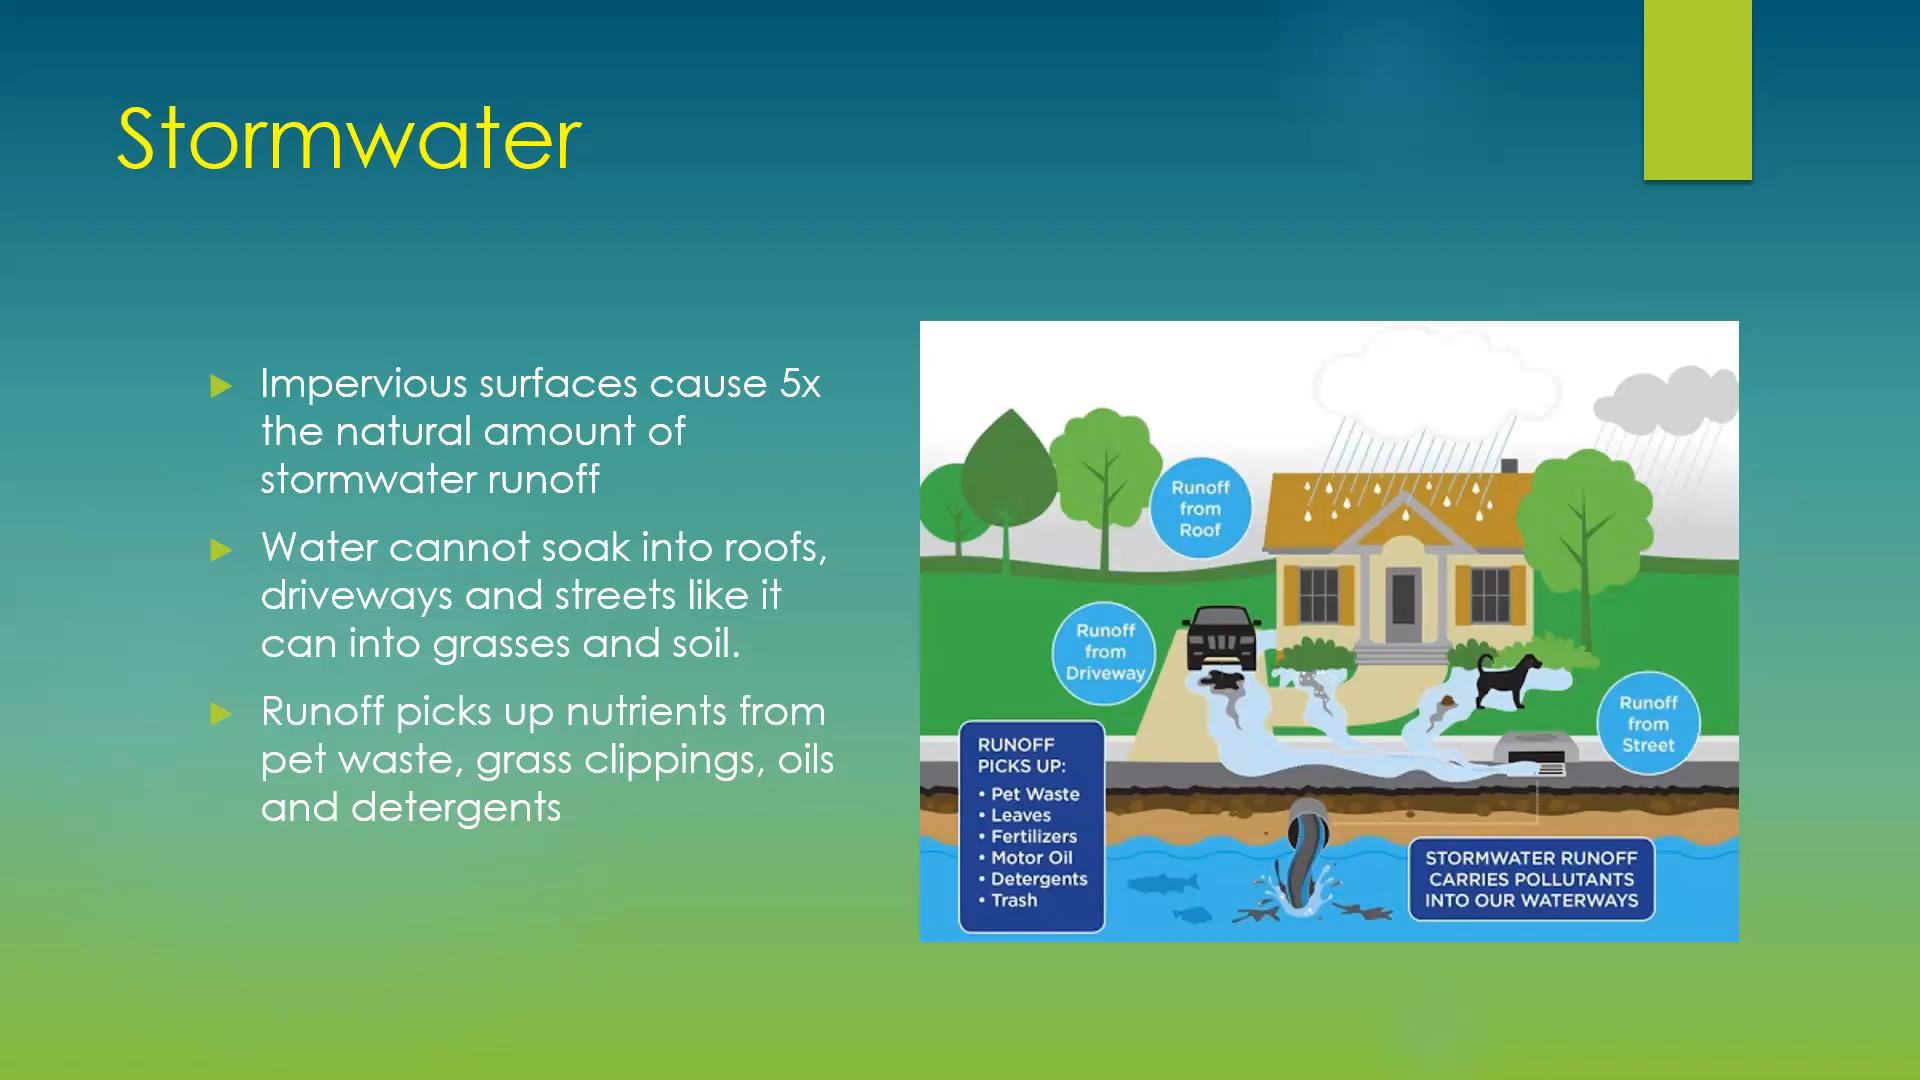 Stormwater
Impervious surfaces cause 5x
the natural amount of
stormwater runoff
Water cannot soak into roofs,
driveways and streets like it
can into grasses and soil.
Runoff picks up nutrients from
pet waste, grass clippings, oils
and detergents
Runoff
from
Roof
Runoff
from
Driveway
Runoff
from
Street
RUNOFF
PICKS UP:
• Pet Waste
• Leaves
• Fertilizers
• Motor Oil
• Detergents
• Trash
STORMWATER RUNOFF
CARRIES POLLUTANTS
INTO OUR WATERWAYS